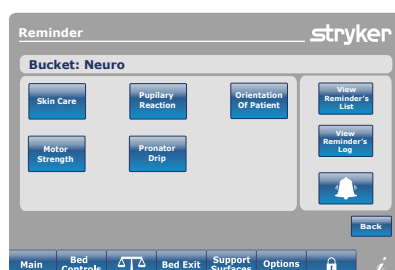 Reminder
stryker
Bucket: Neuro
Skin Care
Pupilary
Reaction
Orientation
Of Patient
Motor
Strength
Pronator
Drip
View
Reminder's
List
View
Reminder's
Log
Back
Main
Bed
Controls
Bed Exit
Support
Surfaces
Options
i